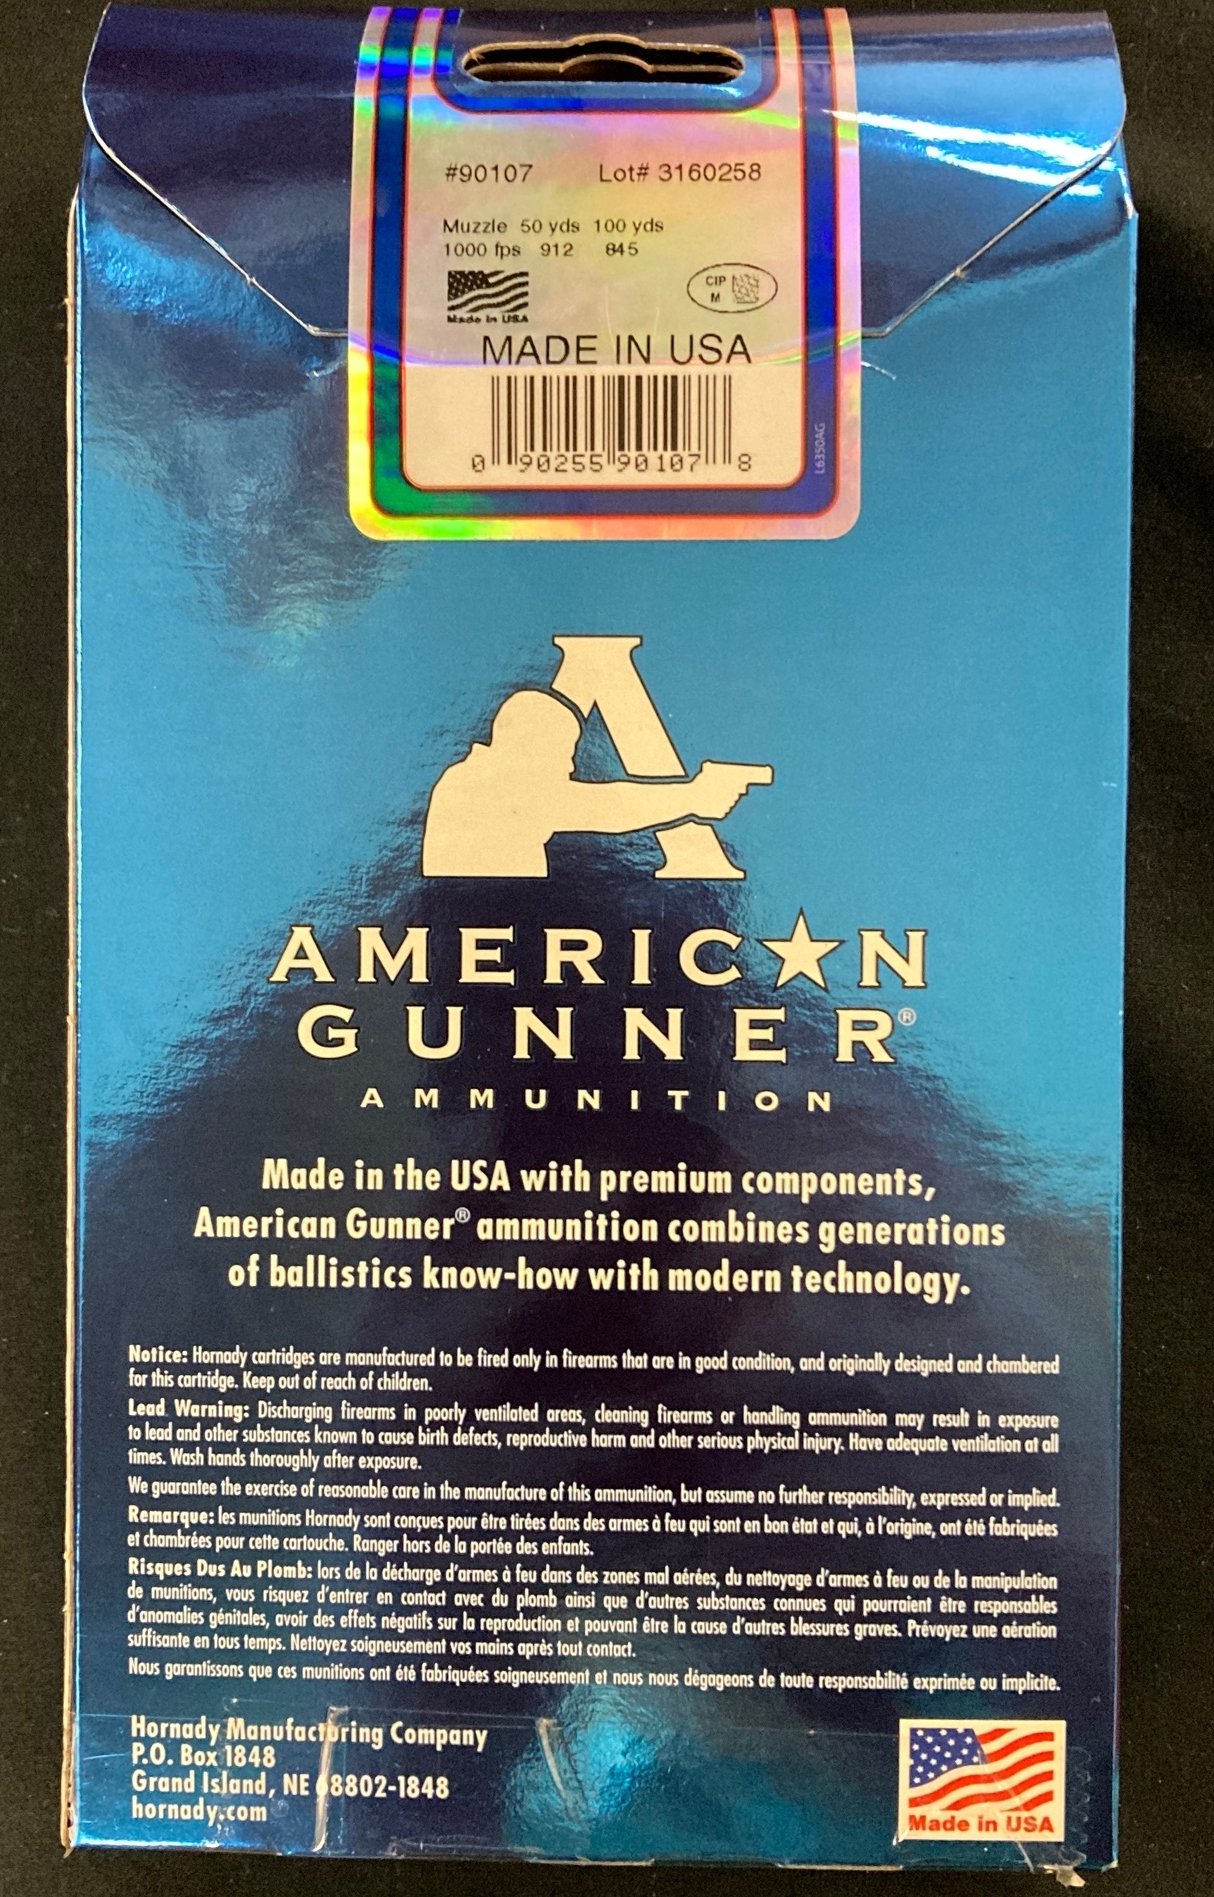 #90107 Lot# 3160258
Muzzle 50 yds 100 yds
1000 fps 912 845
Made in USA
CIP
M
MADE IN USA
0 90255 90107 8
L6350AG
A
AMERIC★N
GUNNER®
AMMUNITION
Made in the USA with premium components,
American Gunner® ammunition combines generations
of ballistics know-how with modern technology.
Notice: Hornady cartridges are manufactured to be fired only in firearms that are in good condition, and originally designed and chambered
for this cartridge. Keep out of reach of children.
Lead Warning: Discharging firearms in poorly ventilated areas, cleaning firearms or handling ammunition may result in exposure
to lead and other substances known to cause birth defects, reproductive harm and other serious physical injury. Have adequate ventilation at all
times. Wash hands thoroughly after exposure.
We guarantee the exercise of reasonable care in the manufacture of this ammunition, but assume no further responsibility, expressed or implied.
Remarque: les munitions Hornady sont conçues pour être tirées dans des armes à feu qui sont en bon état et qui, à l'origine, ont été fabriquées
et chambrées pour cette cartouche. Ranger hors de la portée des enfants.
Risques Dus Au Plomb: lors de la décharge d'armes à feu dans des zones mal aérées, du nettoyage d'armes à feu ou de la manipulation
de munitions, vous risquez d'entrer en contact avec du plomb ainsi que d'autres substances connues qui pourraient être responsables
d'anomalies génitales, avoir des effets négatifs sur la reproduction et pouvant être la cause d'autres blessures graves. Prévoyez une aération
suffisante en tous temps. Nettoyez soigneusement vos mains après tout contact.
Nous garantissons que ces munitions ont été fabriquées soigneusement et nous nous dégageons de toute responsabilité exprimée ou implicite.
Hornady Manufacturing Company
P.O. Box 1848
Grand Island, NE 68802-1848
hornady.com
Made in USA